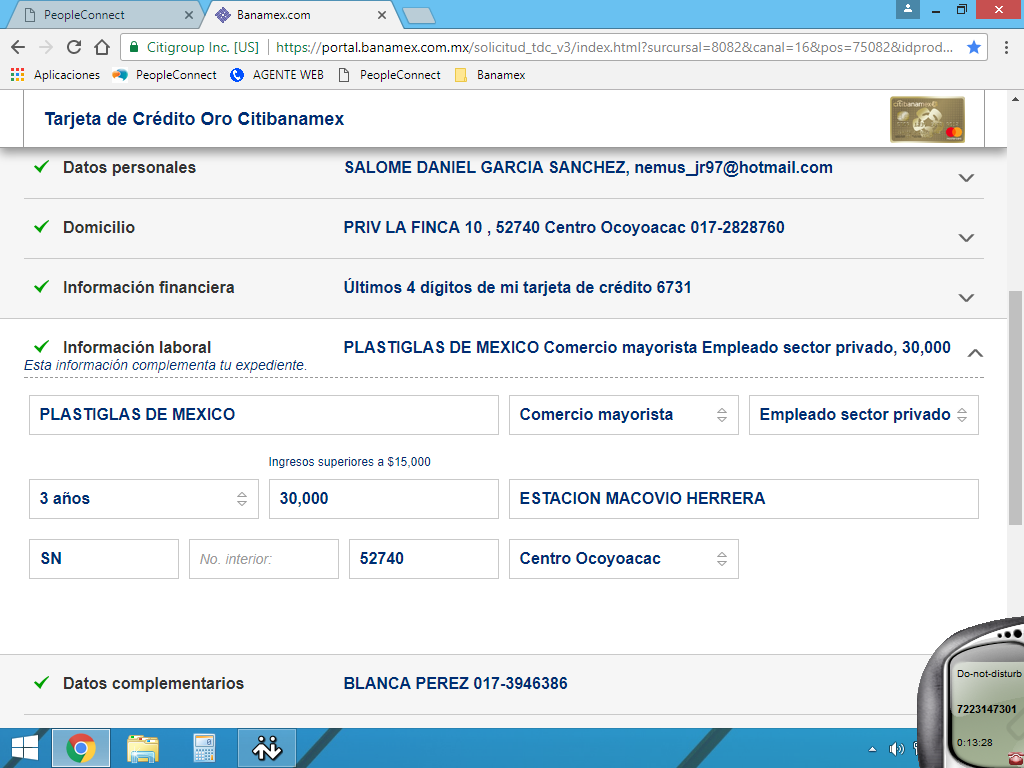 PeopleConnect
Banamex.com
Citigroup Inc. [US] https://portal.banamex.com.mx/solicitud_tdc_v3/index.html?surcursal=8082&canal=16&pos=75082&idprod...
Aplicaciones PeopleConnect AGENTE WEB PeopleConnect Banamex
Tarjeta de Crédito Oro Citibanamex
citibanamex
Datos personales SALOME DANIEL GARCIA SANCHEZ, nemus_jr97@hotmail.com
Domicilio PRIV LA FINCA 10 , 52740 Centro Ocoyoacac 017-2828760
Información financiera Últimos 4 dígitos de mi tarjeta de crédito 6731
Información laboral PLASTIGLAS DE MEXICO Comercio mayorista Empleado sector privado, 30,000
Esta información complementa tu expediente.
PLASTIGLAS DE MEXICO Comercio mayorista Empleado sector privado
Ingresos superiores a $15,000
3 años 30,000 ESTACION MACOVIO HERRERA
SN No. interior: 52740 Centro Ocoyoacac
Datos complementarios BLANCA PEREZ 017-3946386
Do-not-disturb
7223147301
0:13:28